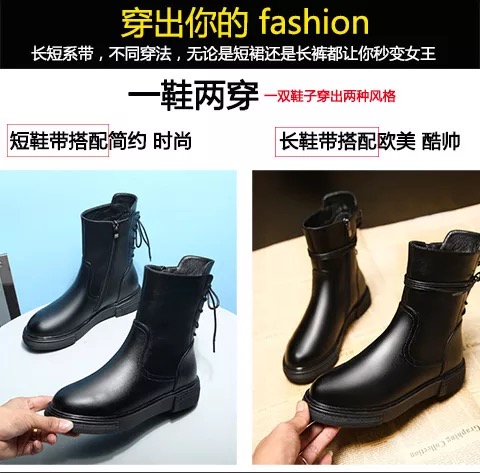 穿出你的 fashion
长短系带，不同穿法，无论是短裙还是长裤都让你秒变女王
一鞋两穿 一双鞋子穿出两种风格
短鞋带搭配简约 时尚
长鞋带搭配欧美 酷帅
Graphic
Curing Collection